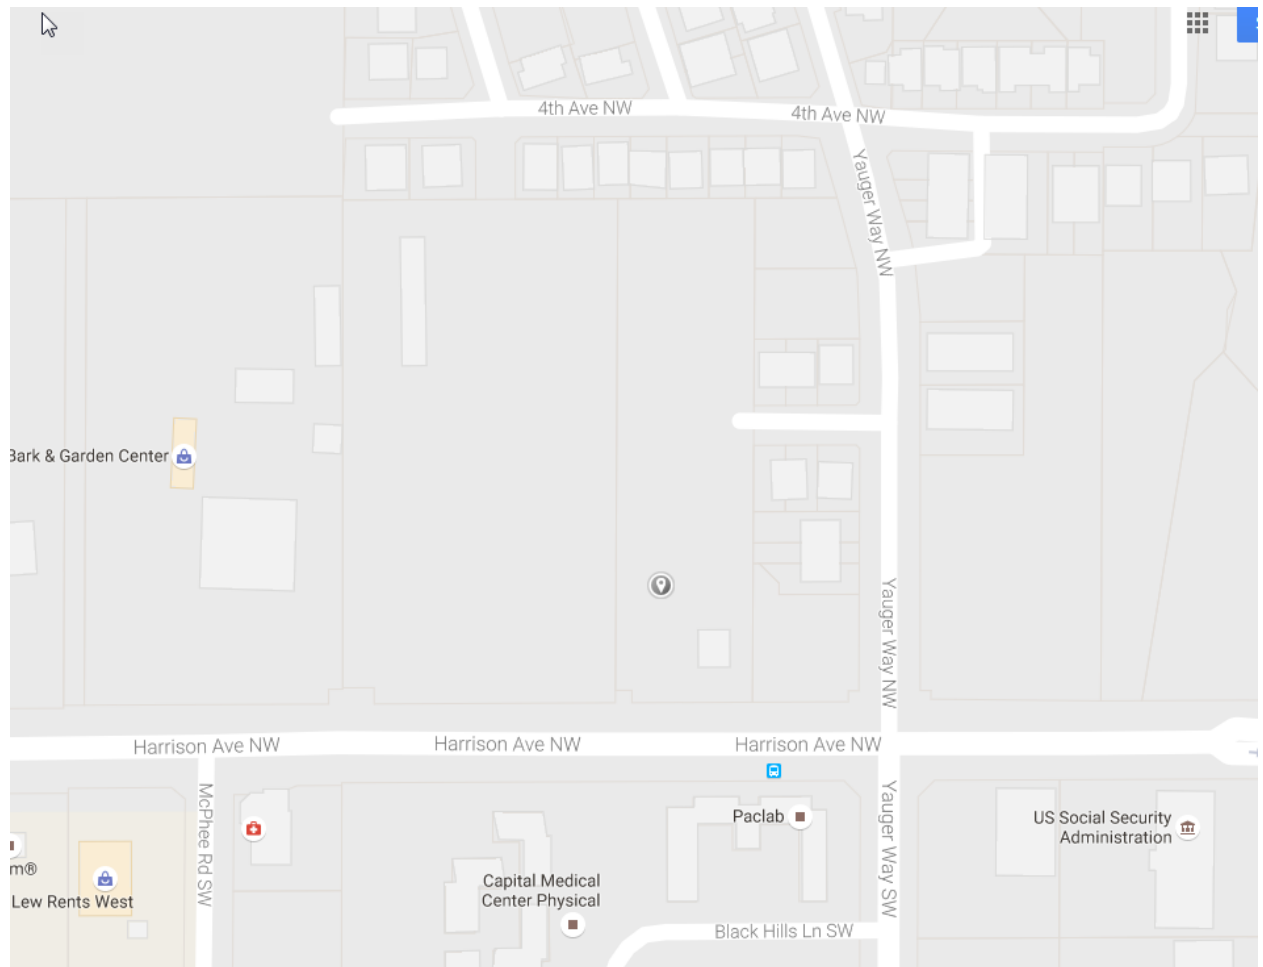 4th Ave NW
4th Ave NW
Yauger Way NW
Bark & Garden Center
Yauger Way NW
Harrison Ave NW
Harrison Ave NW
Harrison Ave NW
McPhee Rd SW
Yauger Way SW
Paclab
US Social Security
Administration
m®
Lew Rents West
Capital Medical
Center Physical
Black Hills Ln SW